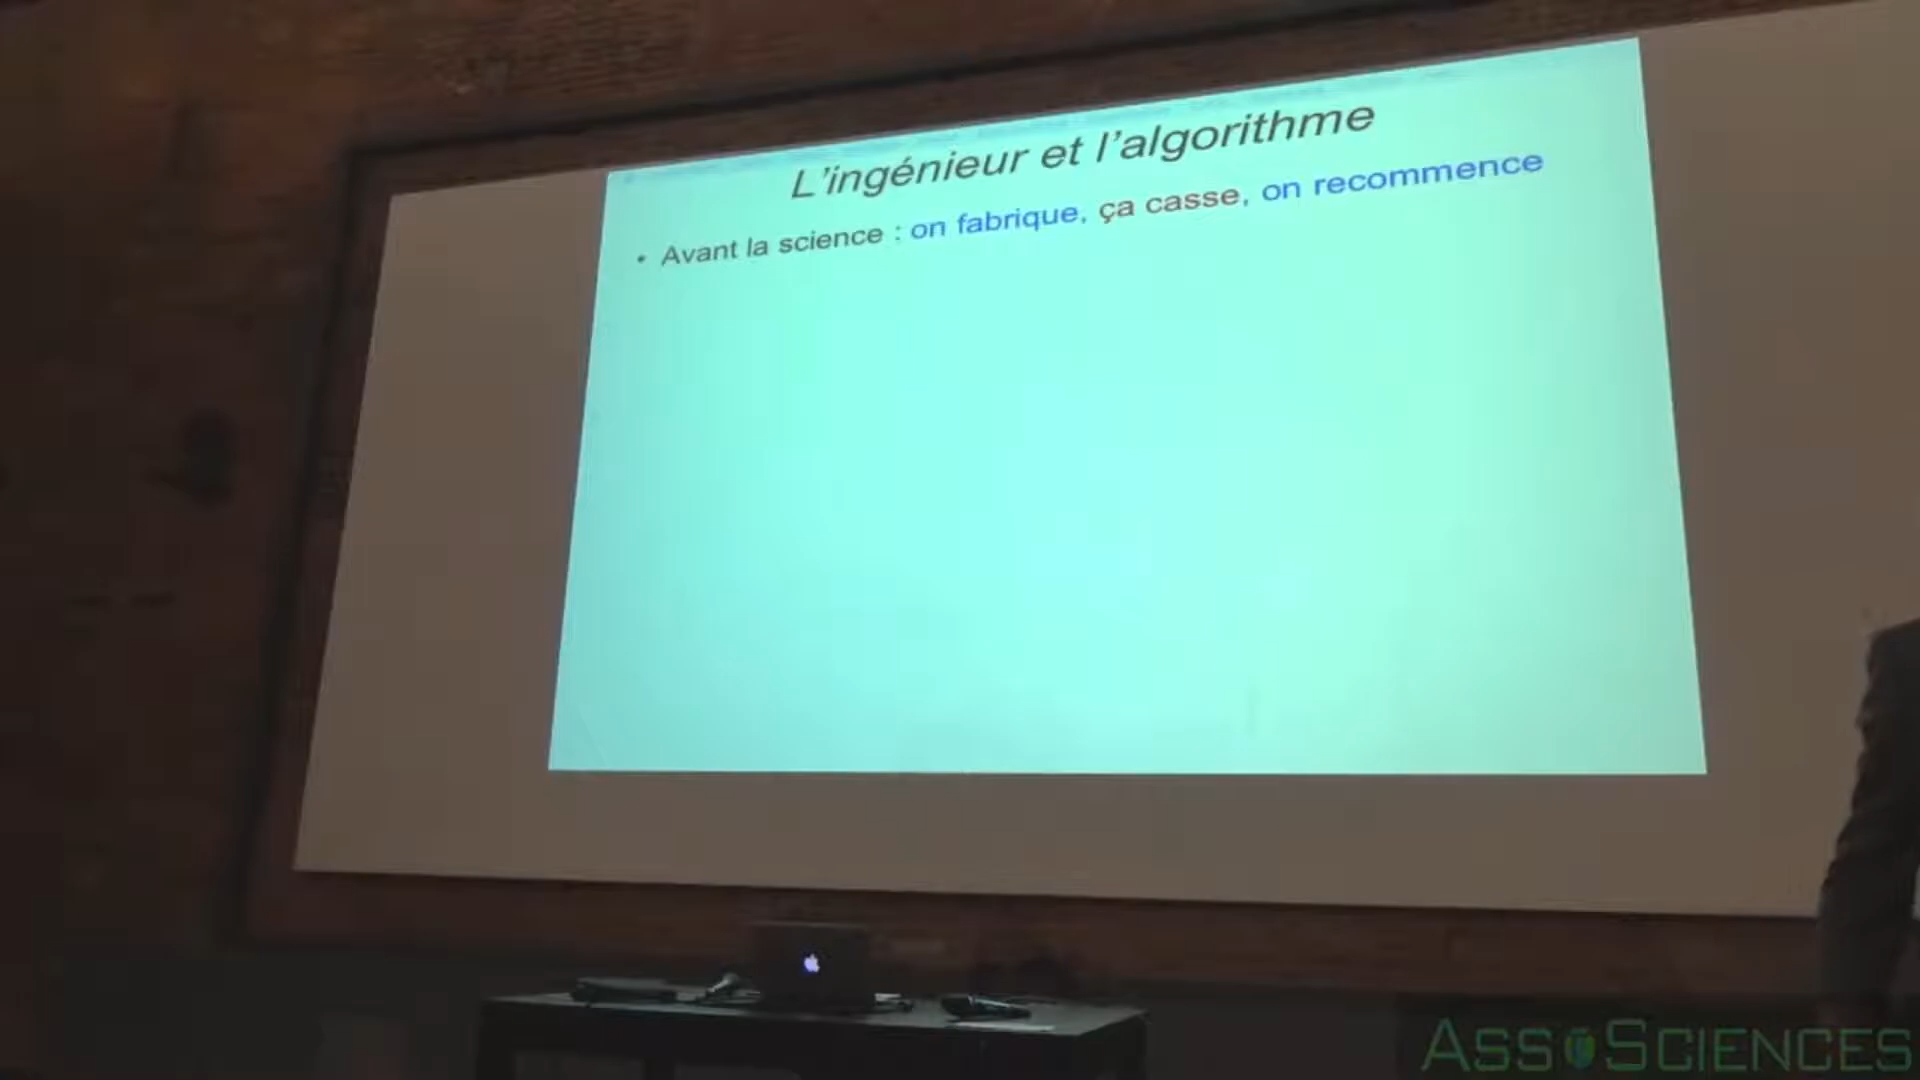 L'ingénieur et l'algorithme
• Avant la science : on fabrique, ça casse, on recommence
ASSOSCIENCES